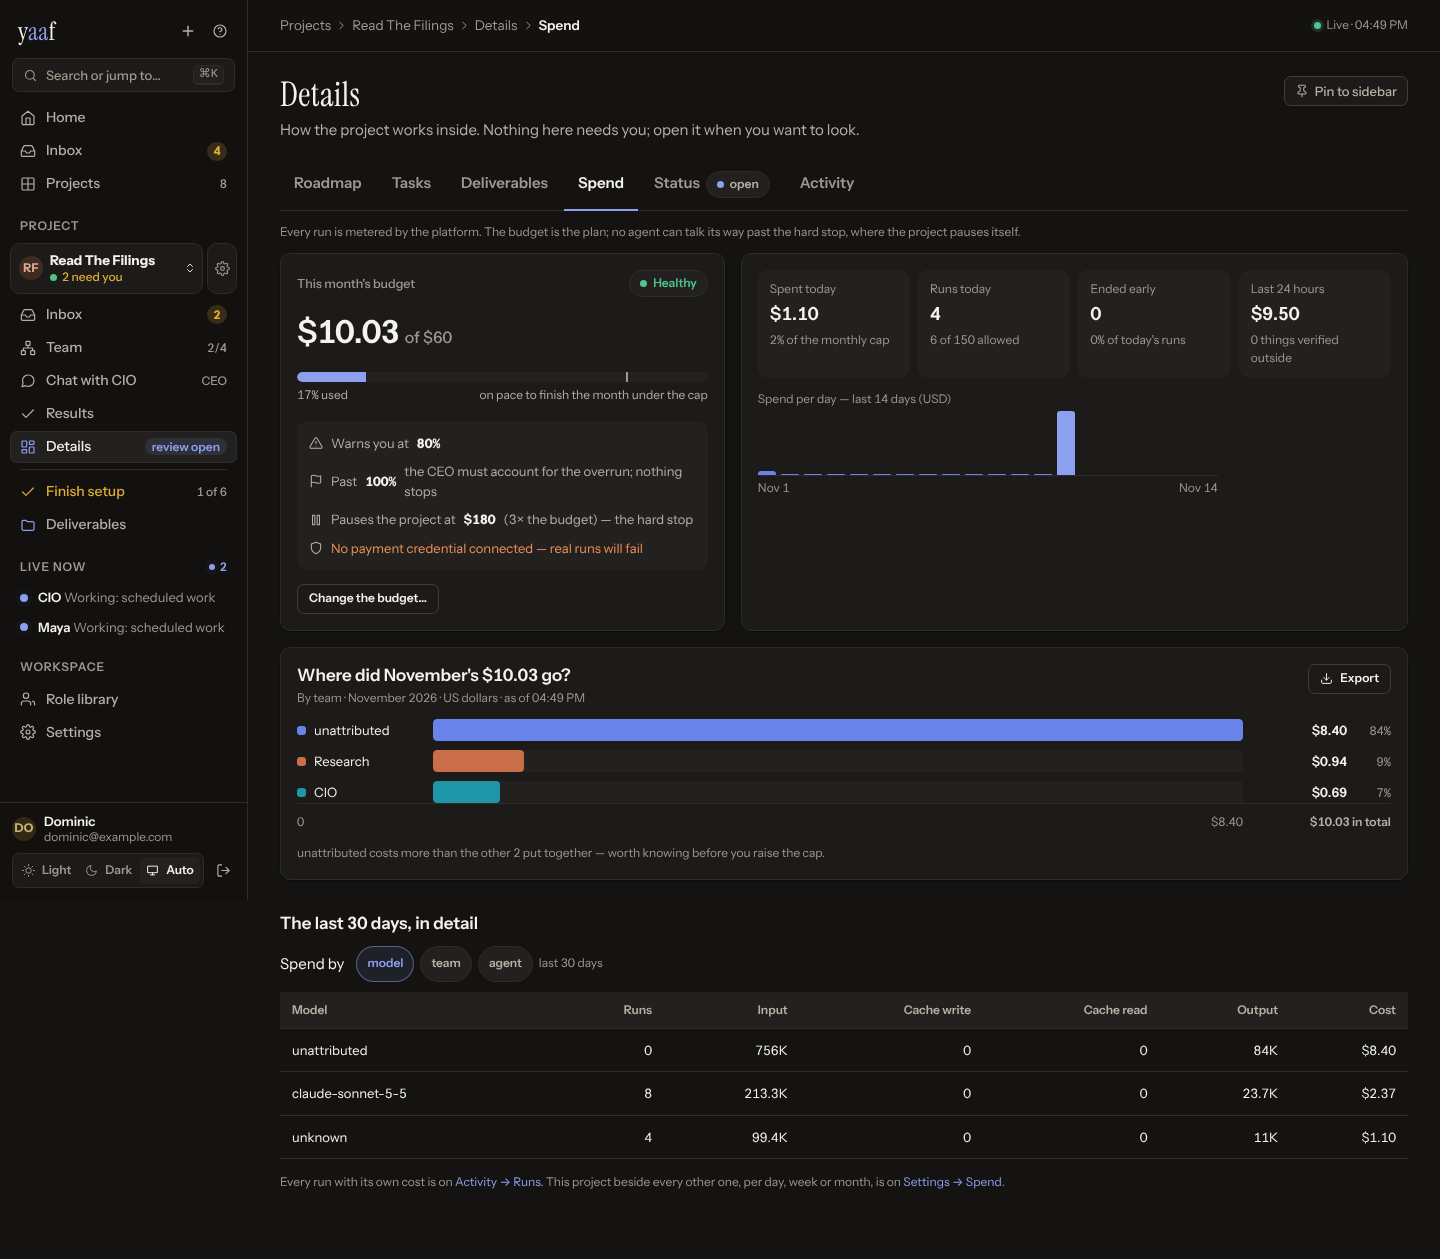 yaaf
Search or jump to... ⌘K
Home
Inbox 4
Projects 8
PROJECT
RF Read The Filings
2 need you
Inbox 2
Team 2/4
Chat with CIO CEO
Results
Details review open
Finish setup 1 of 6
Deliverables
LIVE NOW 2
CIO Working: scheduled work
Maya Working: scheduled work
WORKSPACE
Role library
Settings
DO Dominic
dominic@example.com
Light Dark Auto
Projects > Read The Filings > Details > Spend
Live · 04:49 PM
Details
Pin to sidebar
How the project works inside. Nothing here needs you; open it when you want to look.
Roadmap Tasks Deliverables Spend Status open Activity
Every run is metered by the platform. The budget is the plan; no agent can talk its way past the hard stop, where the project pauses itself.
This month's budget Healthy
$10.03 of $60
17% used on pace to finish the month under the cap
Warns you at 80%
Past 100% the CEO must account for the overrun; nothing
stops
Pauses the project at $180 (3× the budget) — the hard stop
No payment credential connected — real runs will fail
Change the budget...
Spent today
$1.10
2% of the monthly cap
Runs today
4
6 of 150 allowed
Ended early
0
0% of today's runs
Last 24 hours
$9.50
0 things verified
outside
Spend per day — last 14 days (USD)
Nov 1 Nov 14
Where did November's $10.03 go?
Export
By team · November 2026 · US dollars · as of 04:49 PM
unattributed $8.40 84%
Research $0.94 9%
CIO $0.69 7%
0 $8.40 $10.03 in total
unattributed costs more than the other 2 put together — worth knowing before you raise the cap.
The last 30 days, in detail
Spend by model team agent last 30 days
Model Runs Input Cache write Cache read Output Cost
unattributed 0 756K 0 0 84K $8.40
claude-sonnet-5-5 8 213.3K 0 0 23.7K $2.37
unknown 4 99.4K 0 0 11K $1.10
Every run with its own cost is on Activity → Runs. This project beside every other one, per day, week or month, is on Settings → Spend.